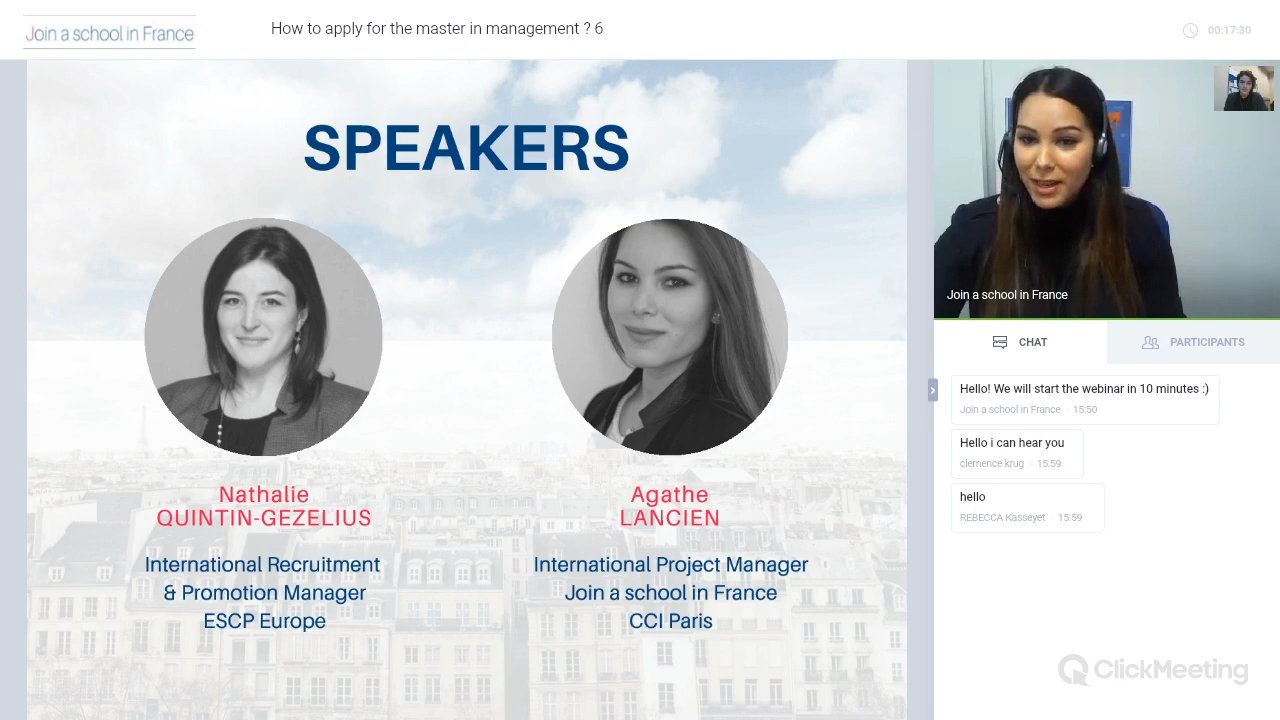 Join a school in France
How to apply for the master in management ? 6
00:17:30
SPEAKERS
Nathalie
QUINTIN-GEZELIUS
International Recruitment
& Promotion Manager
ESCP Europe
Agathe
LANCIEN
International Project Manager
Join a school in France
CCI Paris
Join a school in France
CHAT
PARTICIPANTS
Hello! We will start the webinar in 10 minutes :)
Join a school in France · 15:50
Hello i can hear you
clemence krug · 15:59
hello
REBECCA Kasseyet · 15:59
ClickMeeting